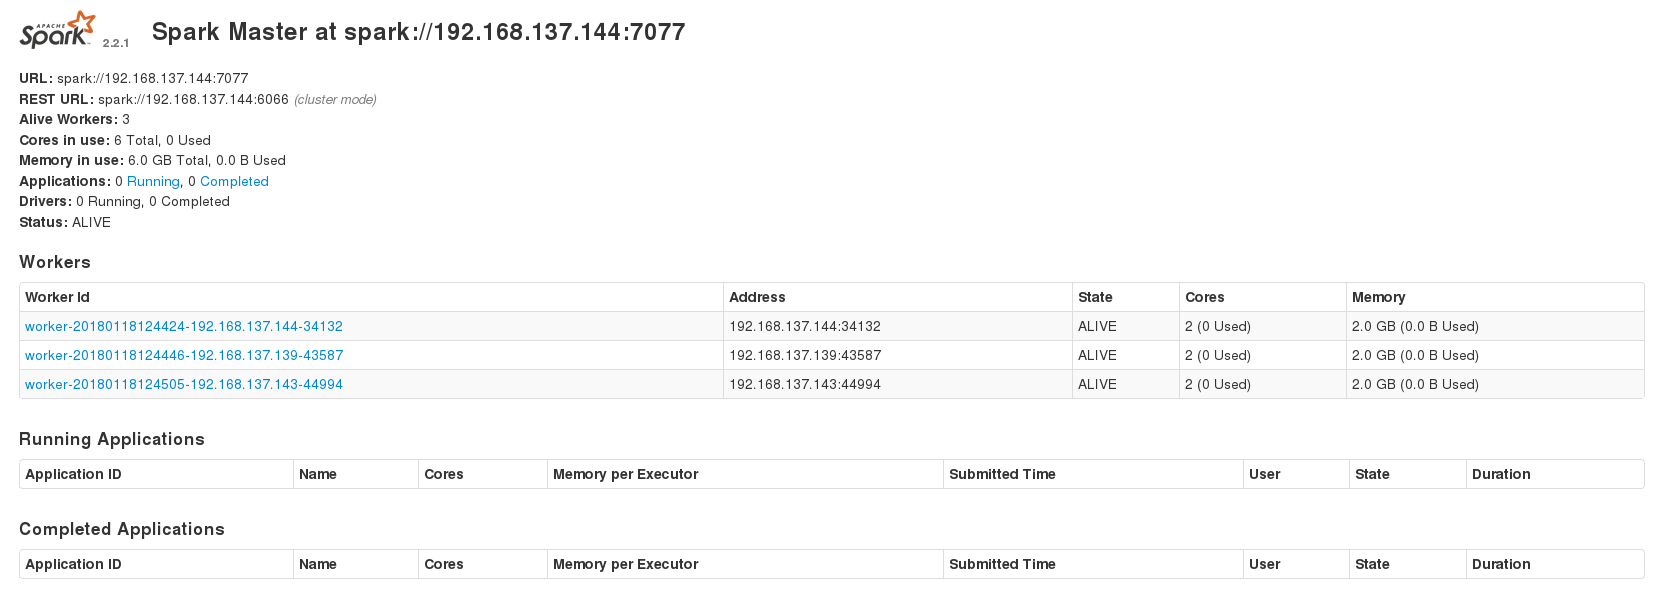 APACHE
Spark 2.2.1 Spark Master at spark://192.168.137.144:7077
URL: spark://192.168.137.144:7077
REST URL: spark://192.168.137.144:6066 (cluster mode)
Alive Workers: 3
Cores in use: 6 Total, 0 Used
Memory in use: 6.0 GB Total, 0.0 B Used
Applications: 0 Running, 0 Completed
Drivers: 0 Running, 0 Completed
Status: ALIVE
Workers
Worker Id Address State Cores Memory
worker-20180118124424-192.168.137.144-34132 192.168.137.144:34132 ALIVE 2 (0 Used) 2.0 GB (0.0 B Used)
worker-20180118124446-192.168.137.139-43587 192.168.137.139:43587 ALIVE 2 (0 Used) 2.0 GB (0.0 B Used)
worker-20180118124505-192.168.137.143-44994 192.168.137.143:44994 ALIVE 2 (0 Used) 2.0 GB (0.0 B Used)
Running Applications
Application ID Name Cores Memory per Executor Submitted Time User State Duration
Completed Applications
Application ID Name Cores Memory per Executor Submitted Time User State Duration